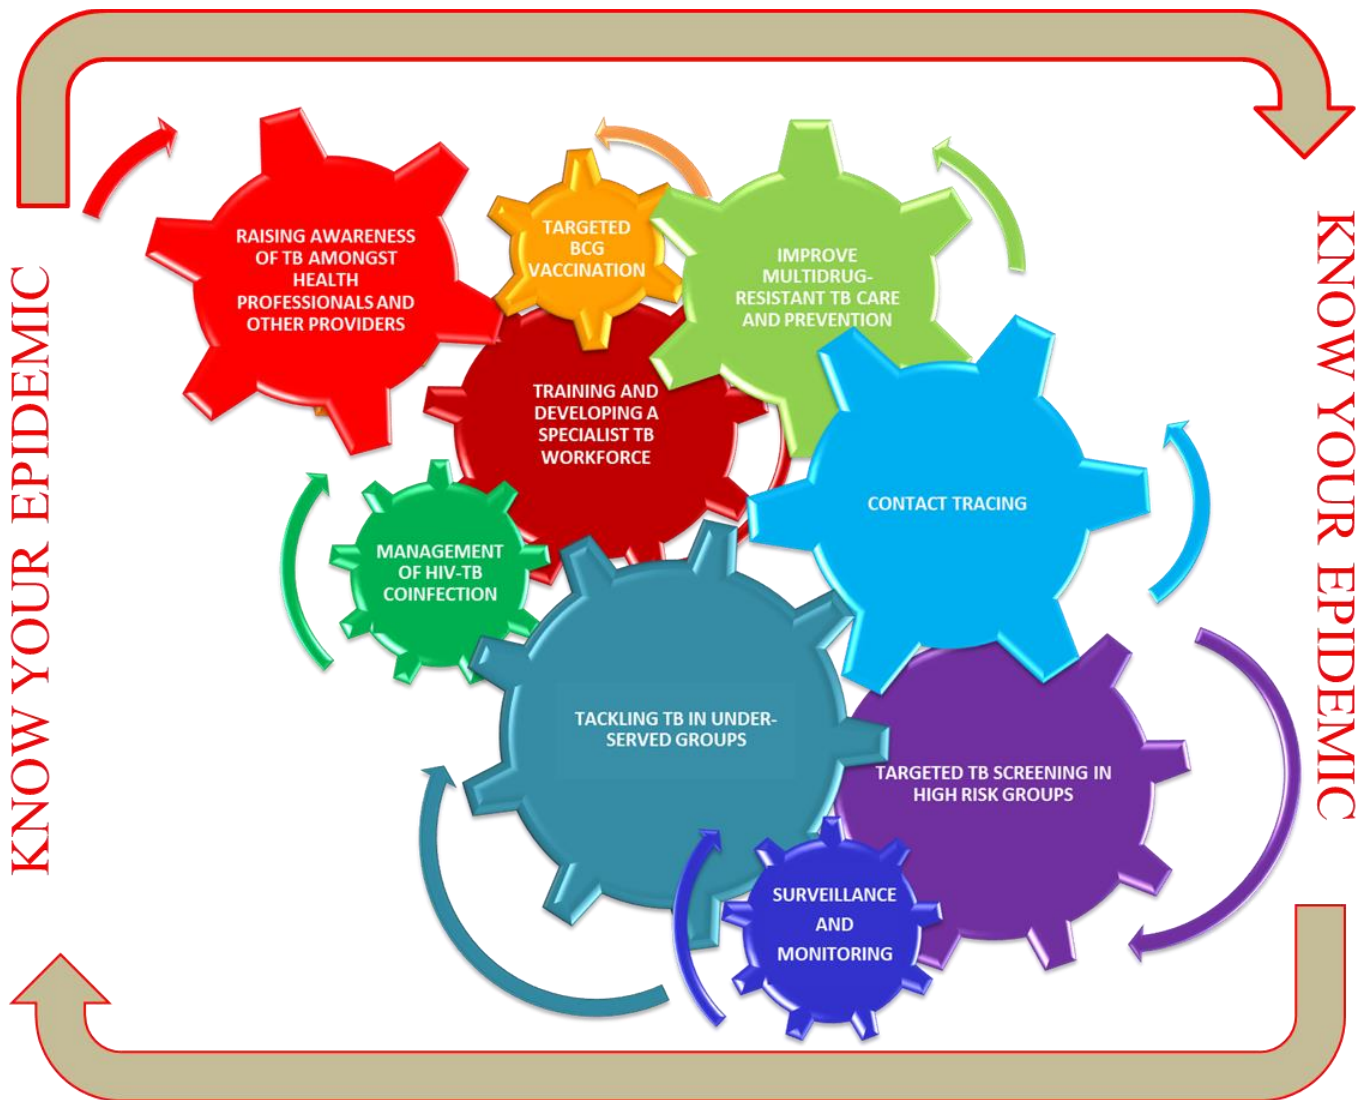 KNOW YOUR EPIDEMIC
RAISING AWARENESS
OF TB AMONGST
HEALTH
PROFESSIONALS AND
OTHER PROVIDERS
TARGETED
BCG
VACCINATION
IMPROVE
MULTIDRUG-
RESISTANT TB CARE
AND PREVENTION
TRAINING AND
DEVELOPING A
SPECIALIST TB
WORKFORCE
CONTACT TRACING
MANAGEMENT
OF HIV-TB
COINFECTION
TACKLING TB IN UNDER-
SERVED GROUPS
TARGETED TB SCREENING IN
HIGH RISK GROUPS
SURVEILLANCE
AND
MONITORING
KNOW YOUR EPIDEMIC